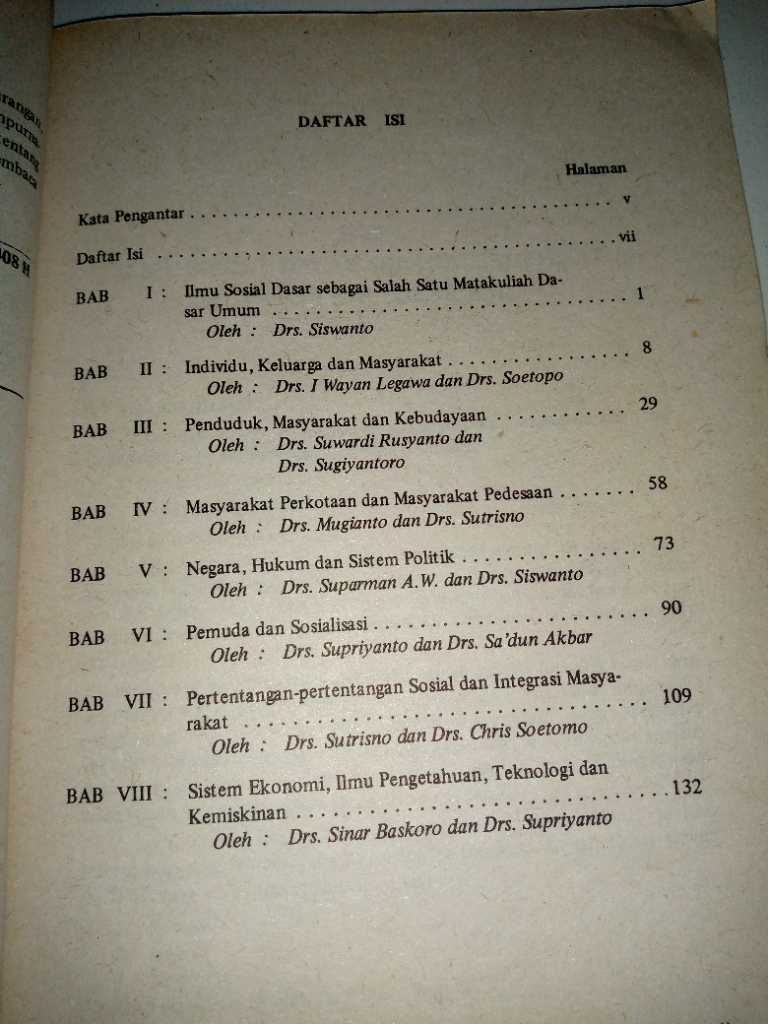 DAFTAR ISI
Halaman
Kata Pengantar . . . . . . . . . . . . . . . . . . . . . . . . . . . . . . . . . . . . . . . v
Daftar Isi . . . . . . . . . . . . . . . . . . . . . . . . . . . . . . . . . . . . . . . . . . vii
BAB I : Ilmu Sosial Dasar sebagai Salah Satu Matakuliah Da-
sar Umum . . . . . . . . . . . . . . . . . . . . . . . . . . . . . . 1
Oleh : Drs. Siswanto
BAB II : Individu, Keluarga dan Masyarakat . . . . . . . . . . . . . . . . . 8
Oleh : Drs. I Wayan Legawa dan Drs. Soetopo
BAB III : Penduduk, Masyarakat dan Kebudayaan . . . . . . . . . . . . 29
Oleh : Drs. Suwardi Rusyanto dan
Drs. Sugiyantoro
BAB IV : Masyarakat Perkotaan dan Masyarakat Pedesaan . . . . . . . 58
Oleh : Drs. Mugianto dan Drs. Sutrisno
BAB V : Negara, Hukum dan Sistem Politik . . . . . . . . . . . . . . . . 73
Oleh : Drs. Suparman A.W. dan Drs. Siswanto
BAB VI : Pemuda dan Sosialisasi . . . . . . . . . . . . . . . . . . . . . . . . 90
Oleh : Drs. Supriyanto dan Drs. Sa'dun Akbar
BAB VII : Pertentangan-pertentangan Sosial dan Integrasi Masya-
rakat . . . . . . . . . . . . . . . . . . . . . . . . . . . . . . . . . . 109
Oleh : Drs. Sutrisno dan Drs. Chris Soetomo
BAB VIII : Sistem Ekonomi, Ilmu Pengetahuan, Teknologi dan
Kemiskinan . . . . . . . . . . . . . . . . . . . . . . . . . . . . . . . 132
Oleh : Drs. Sinar Baskoro dan Drs. Supriyanto